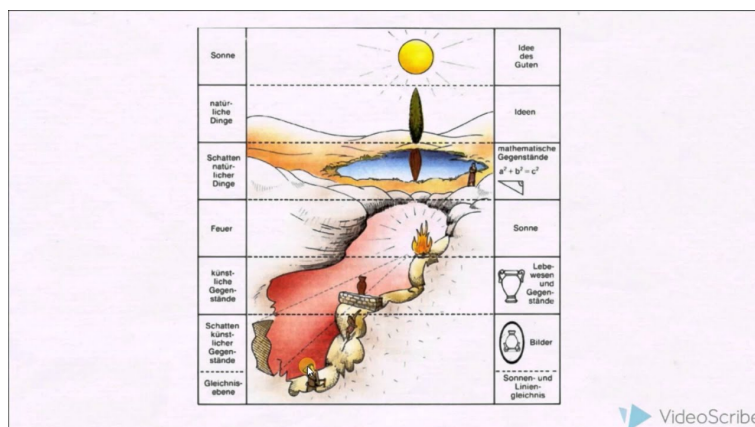 Sonne
Idee
des
Guten
natür-
liche
Dinge
Ideen
Schatten
natür-
licher
Dinge
mathematische
Gegenstände
a² + b² = c²
Feuer
Sonne
künst-
liche
Gegen-
stände
Lebe-
wesen
und
Gegen-
stände
Schatten
künst-
licher
Gegen-
stände
Bilder
Gleichnis-
ebene
Sonnen- und
Linien-
gleichnis
VideoScribe